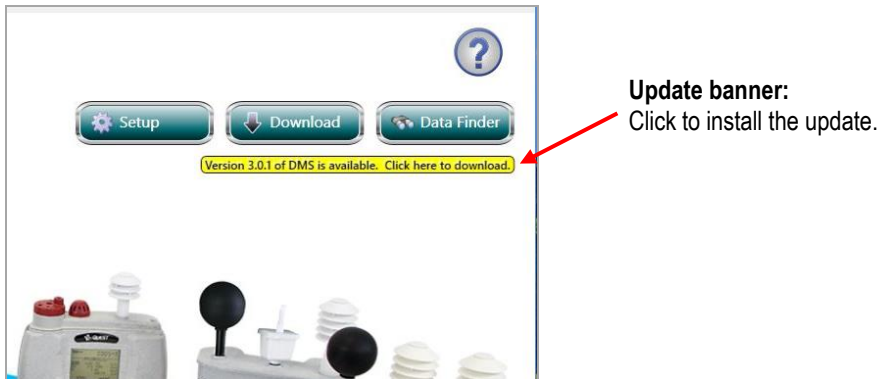 ?
Setup
Download
Data Finder
Version 3.0.1 of DMS is available. Click here to download.
Update banner:
Click to install the update.
QUEST